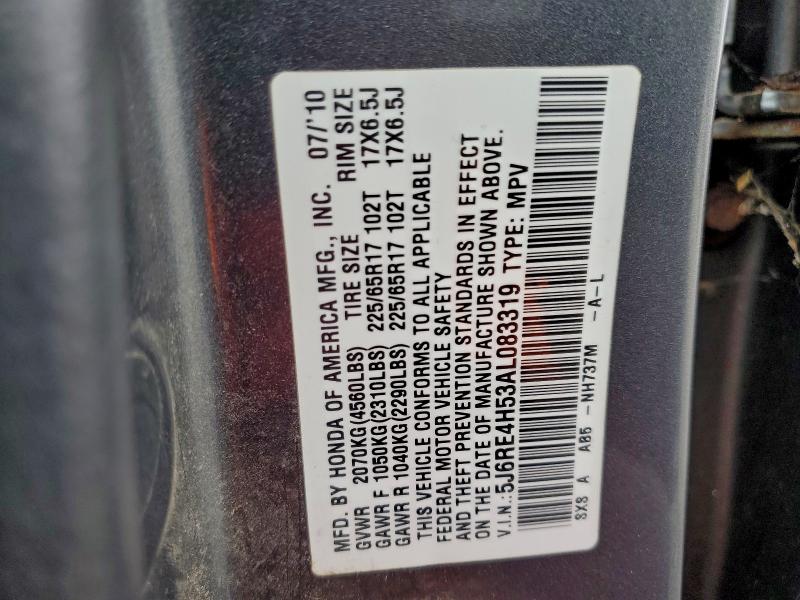 MFD. BY HONDA OF AMERICA MFG., INC. 07/'10
GVWR 2070KG(4560LBS) TIRE SIZE RIM SIZE
GAWR F 1050KG(2310LBS) 225/65R17 102T 17X6.5J
GAWR R 1040KG(2290LBS) 225/65R17 102T 17X6.5J
THIS VEHICLE CONFORMS TO ALL APPLICABLE
FEDERAL MOTOR VEHICLE SAFETY
AND THEFT PREVENTION STANDARDS IN EFFECT
ON THE DATE OF MANUFACTURE SHOWN ABOVE.
V.I.N.:5J6RE4H53AL083319 TYPE: MPV
8X8 A A85 -NH737M -A-L